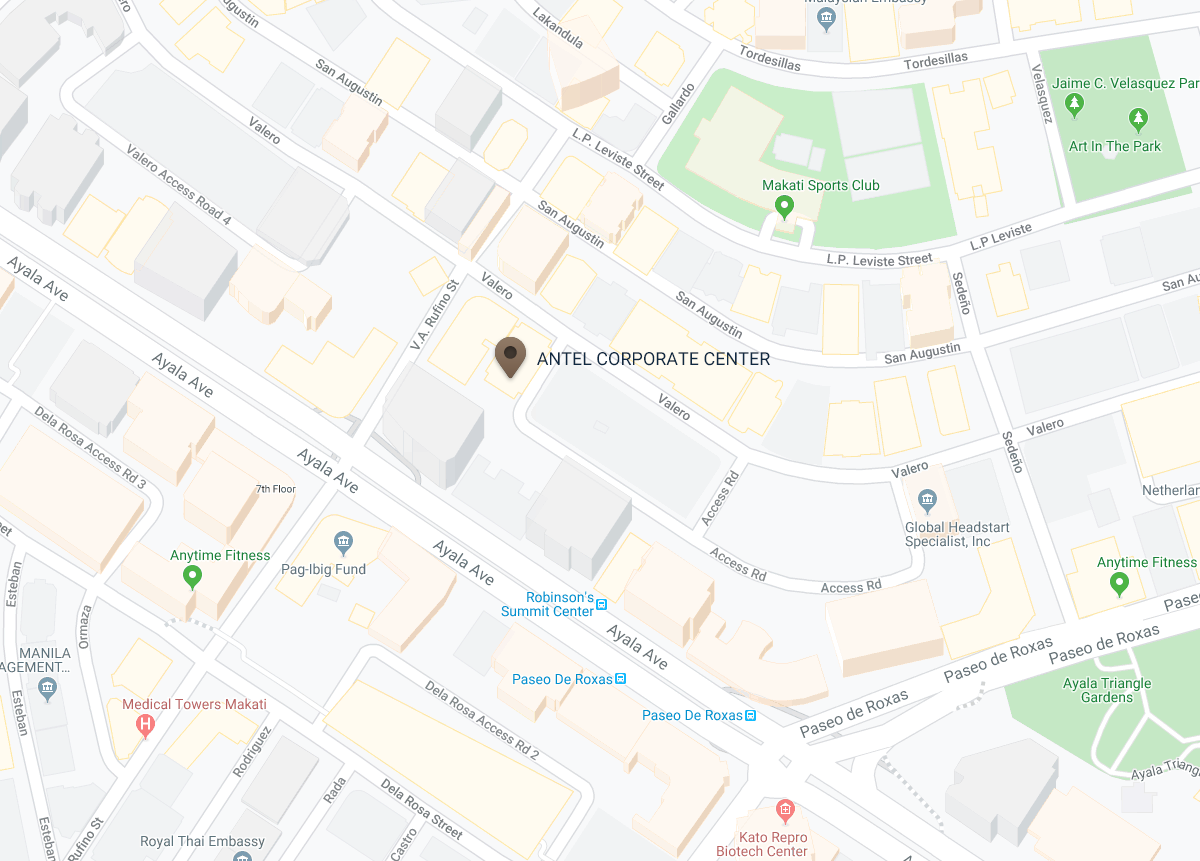 Malaysian Embassy
Lakandula
Tordesillas
Tordesillas
San Augustin
Gallardo
Velasquez
Jaime C. Velasquez Par
Art In The Park
Valero
L.P. Leviste Street
Valero Access Road 4
Makati Sports Club
San Augustin
L.P Leviste
L.P. Leviste Street
Ayala Ave
Valero
Sedeño
San Au
V.A. Rufino St
San Augustin
San Augustin
ANTEL CORPORATE CENTER
Ayala Ave
Valero
Dela Rosa Access Rd 3
Valero
Sedeño
Ayala Ave
Valero
7th Floor
Access Rd
Netherlan
Global Headstart
Specialist, Inc
Anytime Fitness
Pag-Ibig Fund
Ayala Ave
Access Rd
Access Rd
Anytime Fitness
Esteban
Robinson's
Summit Center
Ormaza
Paseo
Ayala Ave
Paseo de Roxas
Paseo de Roxas
MANILA
AGEMENT...
Paseo De Roxas
Ayala Triangle
Gardens
Esteban
Medical Towers Makati
Dela Rosa Access Rd 2
Paseo De Roxas
Paseo de Roxas
Rodriguez
Ayala Triang
Rada
Dela Rosa Street
Esteban
Rufino St
Royal Thai Embassy
Castro
Kato Repro
Biotech Center